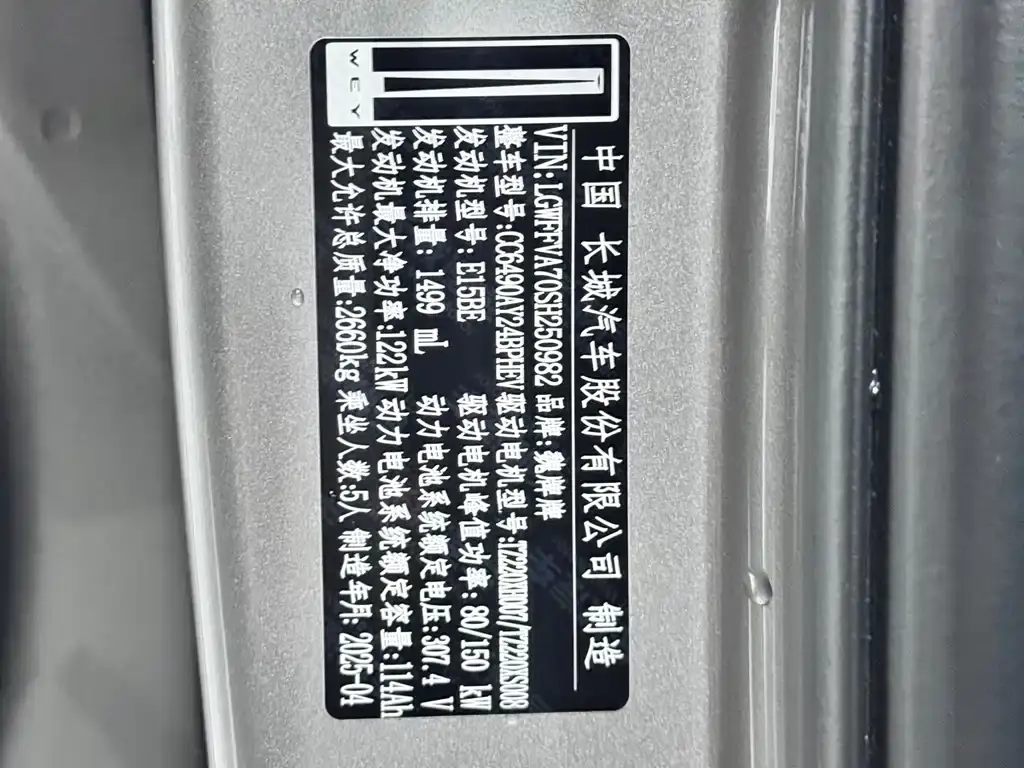 WEY
中国 长城汽车股份有限公司 制造
VIN:LGWFFVA70SH250982 品牌:魏牌牌
整车型号:CC6490AY24BPHEV 驱动电机型号:TZ220XH007/TZ220XS008
发动机型号:E15BE 驱动电机峰值功率:80/150 kW
发动机排量: 1499 mL 动力电池系统额定电压:307.4 V
发动机最大净功率:122kW 动力电池系统额定容量:114Ah
最大允许总质量:2660kg 乘坐人数:5人 制造年月: 2025-04